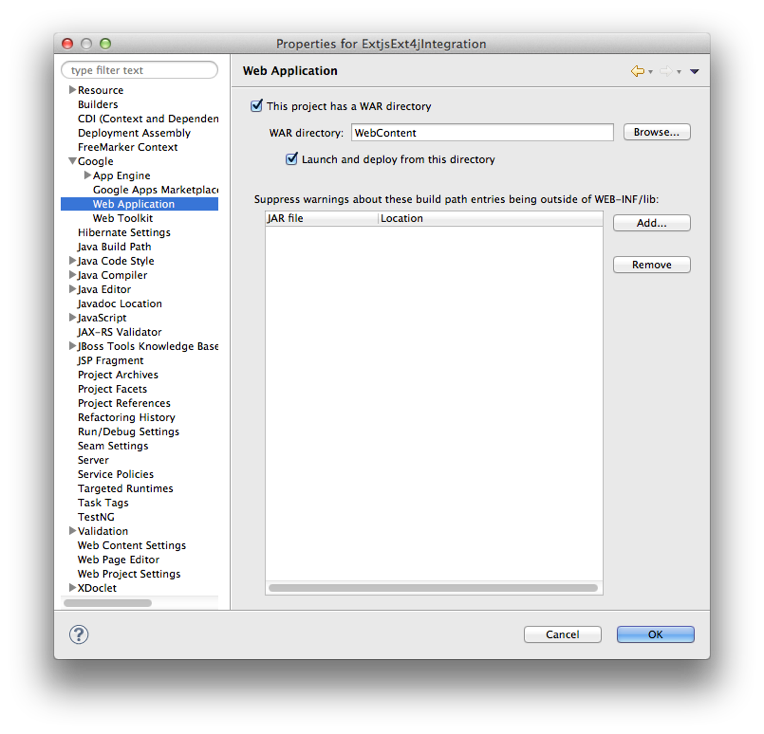 Properties for ExtjsExt4jIntegration
type filter text
Resource
Builders
CDI (Context and Dependen
Deployment Assembly
FreeMarker Context
Google
App Engine
Google Apps Marketplace
Web Application
Web Toolkit
Hibernate Settings
Java Build Path
Java Code Style
Java Compiler
Java Editor
Javadoc Location
JavaScript
JAX-RS Validator
JBoss Tools Knowledge Base
JSP Fragment
Project Archives
Project Facets
Project References
Refactoring History
Run/Debug Settings
Seam Settings
Server
Service Policies
Targeted Runtimes
Task Tags
TestNG
Validation
Web Content Settings
Web Page Editor
Web Project Settings
XDoclet
Web Application
This project has a WAR directory
WAR directory: WebContent Browse...
Launch and deploy from this directory
Suppress warnings about these build path entries being outside of WEB-INF/lib:
JAR file Location
Add...
Remove
? Cancel OK